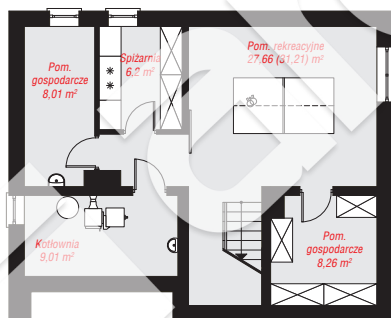 Pom.
gospodarcze
8,01 m²
Spiżarnia
6,2 m²
Pom. rekreacyjne
27.66 (31,21) m²
Kotłownia
9,01 m²
Pom.
gospodarcze
8,26 m²